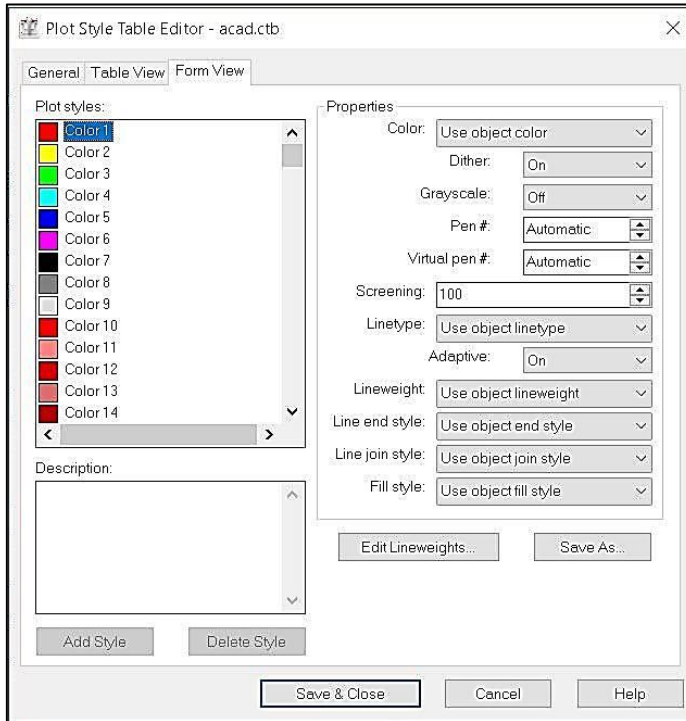 Plot Style Table Editor - acad.ctb
General Table View Form View
Plot styles:
Color 1
Color 2
Color 3
Color 4
Color 5
Color 6
Color 7
Color 8
Color 9
Color 10
Color 11
Color 12
Color 13
Color 14
Description:
Add Style Delete Style
Properties
Color: Use object color
Dither: On
Grayscale: Off
Pen #: Automatic
Virtual pen #: Automatic
Screening: 100
Linetype: Use object linetype
Adaptive: On
Lineweight: Use object lineweight
Line end style: Use object end style
Line join style: Use object join style
Fill style: Use object fill style
Edit Lineweights... Save As...
Save & Close Cancel Help